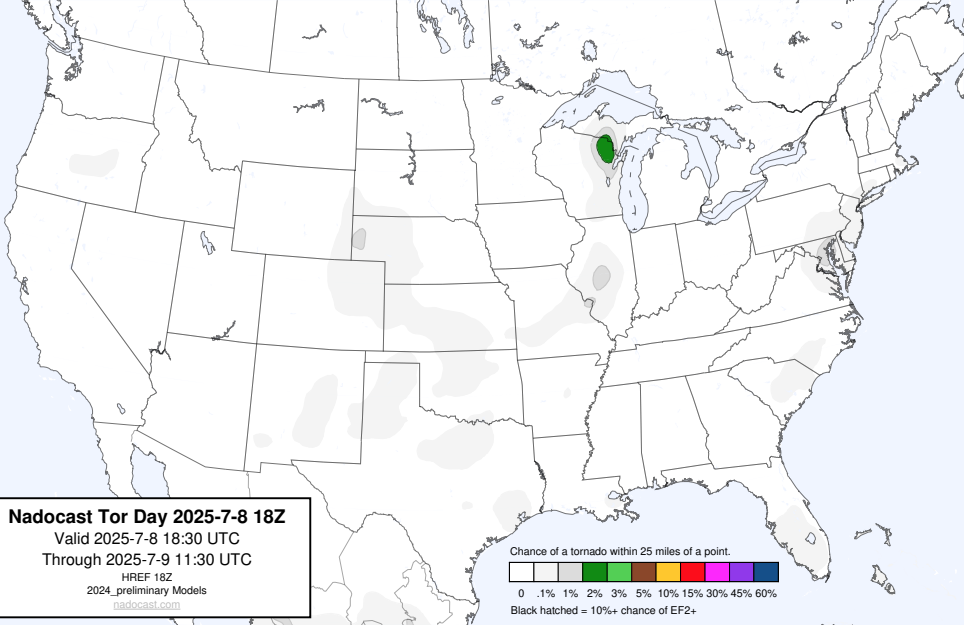 Nadocast Tor Day 2025-7-8 18Z
Valid 2025-7-8 18:30 UTC
Through 2025-7-9 11:30 UTC
HREF 18Z
2024_preliminary Models
nadocast.com
Chance of a tornado within 25 miles of a point.
0 .1% 1% 2% 3% 5% 10% 15% 30% 45% 60%
Black hatched = 10%+ chance of EF2+